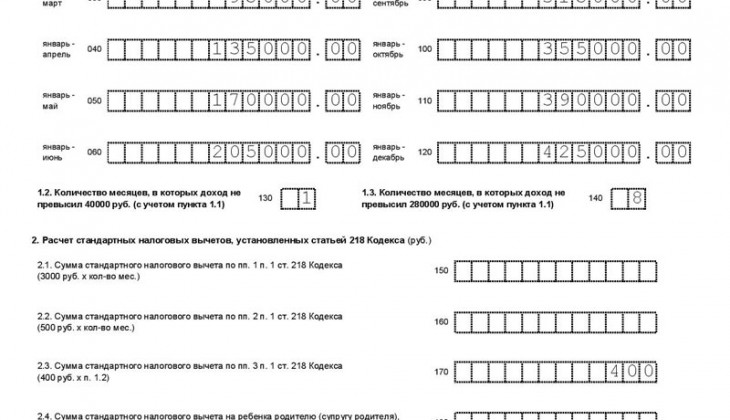 март
сентябрь
январь - апрель 040 135000.00
январь - октябрь 100 355000.00
январь - май 050 170000.00
январь - ноябрь 110 390000.00
январь - июнь 060 205000.00
январь - декабрь 120 425000.00
1.2. Количество месяцев, в которых доход не
превысил 40000 руб. (с учетом пункта 1.1) 130 1
1.3. Количество месяцев, в которых доход не
превысил 280000 руб. (с учетом пункта 1.1) 140 8
2. Расчет стандартных налоговых вычетов, установленных статьей 218 Кодекса (руб.)
2.1. Сумма стандартного налогового вычета по пп. 1 п. 1 ст. 218 Кодекса
(3000 руб. х кол-во мес.) 150
2.2. Сумма стандартного налогового вычета по пп. 2 п. 1 ст. 218 Кодекса
(500 руб. х кол-во мес.) 160
2.3. Сумма стандартного налогового вычета по пп. 3 п. 1 ст. 218 Кодекса
(400 руб. х п. 1.2) 170 400
2.4. Сумма стандартного налогового вычета на ребенка родителю (супругу родителя),